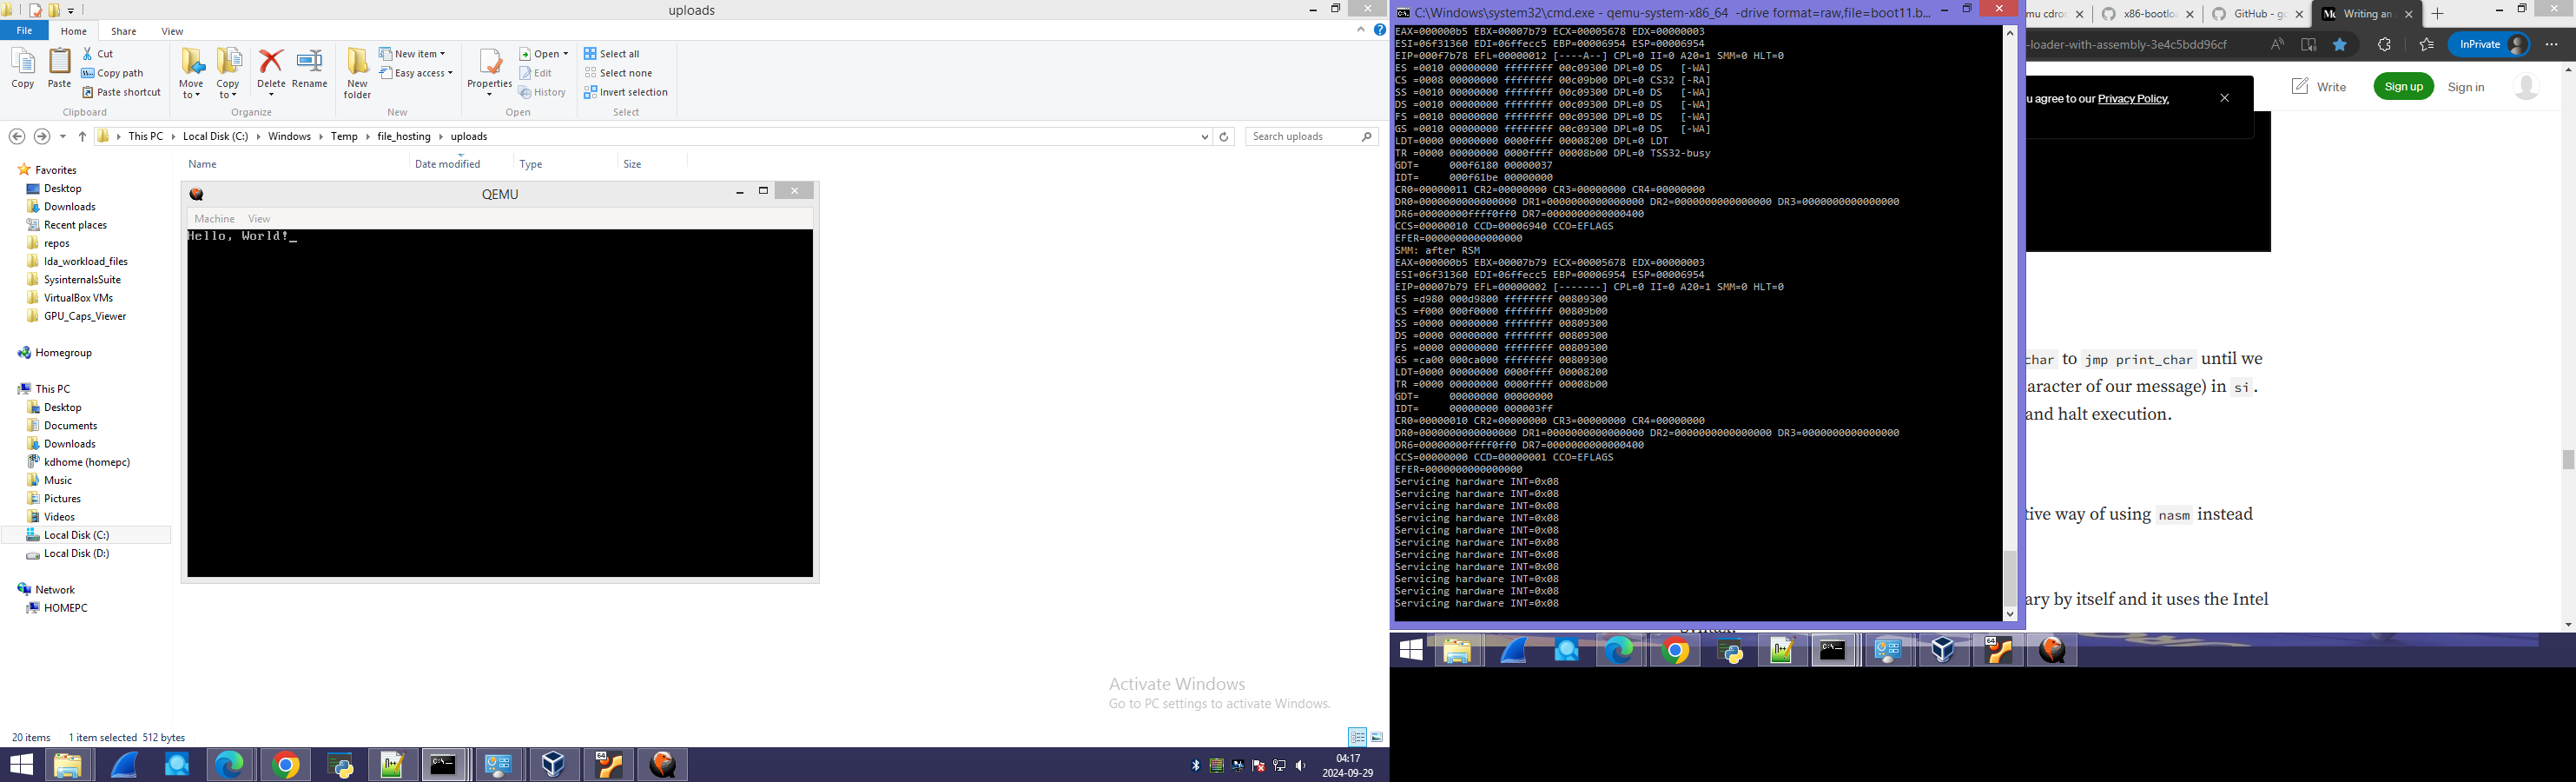 uploads
File Home Share View
Copy
Paste
Cut
Copy path
Paste shortcut
Clipboard
Move to
Copy to
Delete
Rename
Organize
New folder
New item
Easy access
New
Properties
Open
Edit
History
Open
Select all
Select none
Invert selection
Select
This PC Local Disk (C:) Windows Temp file_hosting uploads
Search uploads
Name Date modified Type Size
Favorites
Desktop
Downloads
Recent places
repos
Ida_workload_files
SysinternalsSuite
VirtualBox VMs
GPU_Caps_Viewer
Homegroup
This PC
Desktop
Documents
Downloads
kdhome (homepc)
Music
Pictures
Videos
Local Disk (C:)
Local Disk (D:)
Network
HOMEPC
QEMU
Machine View
Hello, World!_
Activate Windows
Go to PC settings to activate Windows.
20 items 1 item selected 512 bytes
04:17
2024-09-29
C:\Windows\system32\cmd.exe - qemu-system-x86_64 -drive format=raw,file=boot11.b...
EAX=000000b5 EBX=00007b79 ECX=00005678 EDX=00000003
ESI=06f31360 EDI=06ffecc5 EBP=00006954 ESP=00006954
EIP=000f7b78 EFL=00000012 [----A--] CPL=0 II=0 A20=1 SMM=0 HLT=0
ES =0010 00000000 ffffffff 00c09300 DPL=0 DS [-WA]
CS =0008 00000000 ffffffff 00c09b00 DPL=0 CS32 [-RA]
SS =0010 00000000 ffffffff 00c09300 DPL=0 DS [-WA]
DS =0010 00000000 ffffffff 00c09300 DPL=0 DS [-WA]
FS =0010 00000000 ffffffff 00c09300 DPL=0 DS [-WA]
GS =0010 00000000 ffffffff 00c09300 DPL=0 DS [-WA]
LDT=0000 00000000 0000ffff 00008200 DPL=0 LDT
TR =0000 00000000 0000ffff 00008b00 DPL=0 TSS32-busy
GDT= 000f6180 00000037
IDT= 000f61be 00000000
CR0=00000011 CR2=00000000 CR3=00000000 CR4=00000000
DR0=0000000000000000 DR1=0000000000000000 DR2=0000000000000000 DR3=0000000000000000
DR6=00000000ffff0ff0 DR7=0000000000000400
CCS=00000010 CCD=00006940 CCO=EFLAGS
EFER=0000000000000000
SMM: after RSM
EAX=000000b5 EBX=00007b79 ECX=00005678 EDX=00000003
ESI=06f31360 EDI=06ffecc5 EBP=00006954 ESP=00006954
EIP=00007b79 EFL=00000002 [-------] CPL=0 II=0 A20=1 SMM=0 HLT=0
ES =d980 000d9800 ffffffff 00809300
CS =f000 000f0000 ffffffff 00809b00
SS =0000 00000000 ffffffff 00809300
DS =0000 00000000 ffffffff 00809300
FS =0000 00000000 ffffffff 00809300
GS =ca00 000ca000 ffffffff 00809300
LDT=0000 00000000 0000ffff 00008200
TR =0000 00000000 0000ffff 00008b00
GDT= 00000000 00000000
IDT= 00000000 000003ff
CR0=00000010 CR2=00000000 CR3=00000000 CR4=00000000
DR0=0000000000000000 DR1=0000000000000000 DR2=0000000000000000 DR3=0000000000000000
DR6=00000000ffff0ff0 DR7=0000000000000400
CCS=00000000 CCD=00000001 CCO=EFLAGS
EFER=0000000000000000
Servicing hardware INT=0x08
Servicing hardware INT=0x08
Servicing hardware INT=0x08
Servicing hardware INT=0x08
Servicing hardware INT=0x08
Servicing hardware INT=0x08
Servicing hardware INT=0x08
Servicing hardware INT=0x08
Servicing hardware INT=0x08
Servicing hardware INT=0x08
Servicing hardware INT=0x08
mu cdron x86-bootlo GitHub - go Writing an
-loader-with-assembly-3e4c5bdd96cf
InPrivate
u agree to our Privacy Policy,
Write
Sign up
Sign in
char to jmp print_char until we
aracter of our message) in si.
and halt execution.
tive way of using nasm instead
ary by itself and it uses the Intel